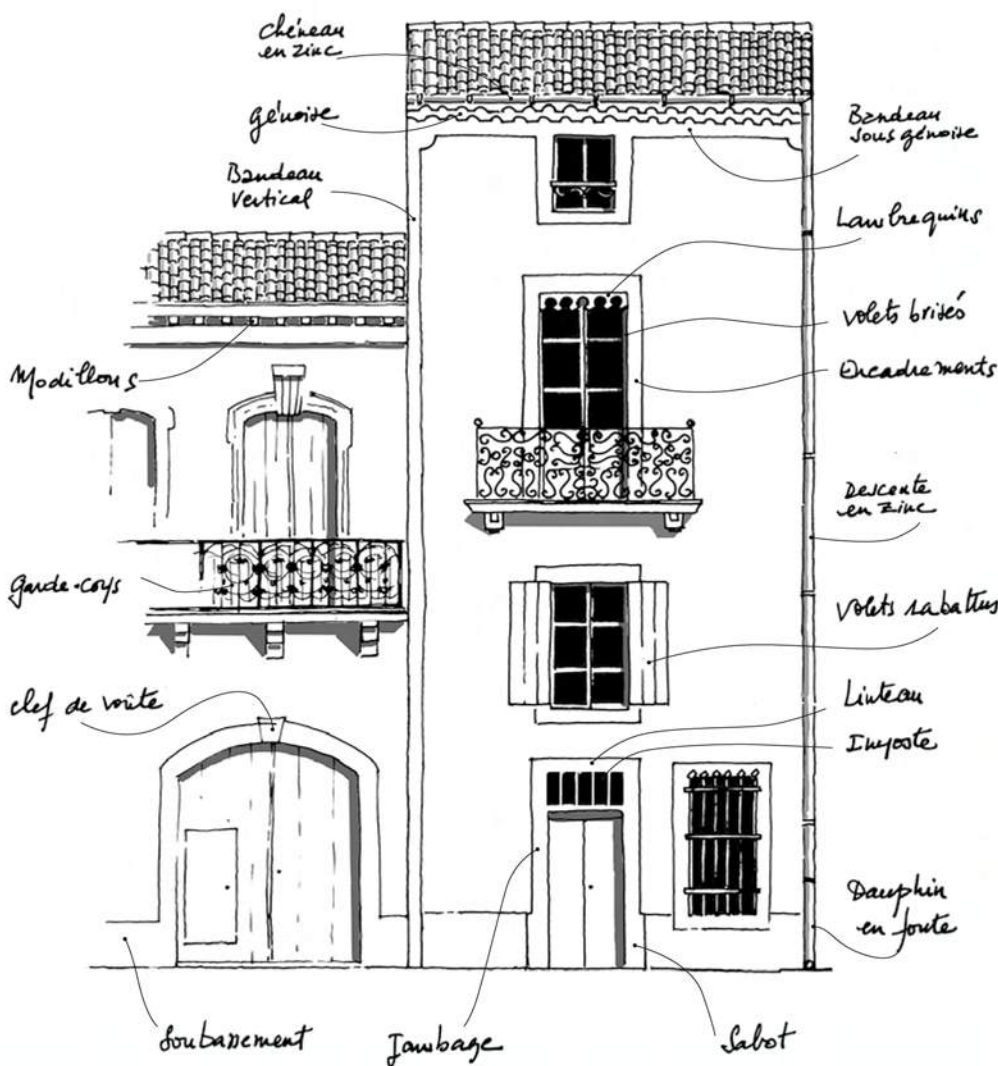 Chéneau
en zinc
Génoise
Bandeau
sous génoise
Bandeau
Vertical
Lambrequins
Volets brisés
Modillons
Encadrements
Descente
en Zinc
Garde-corps
Volets rabattus
Clef de voûte
Linteau
Imposte
Dauphin
en fonte
Soubassement
Jambage
Sabot